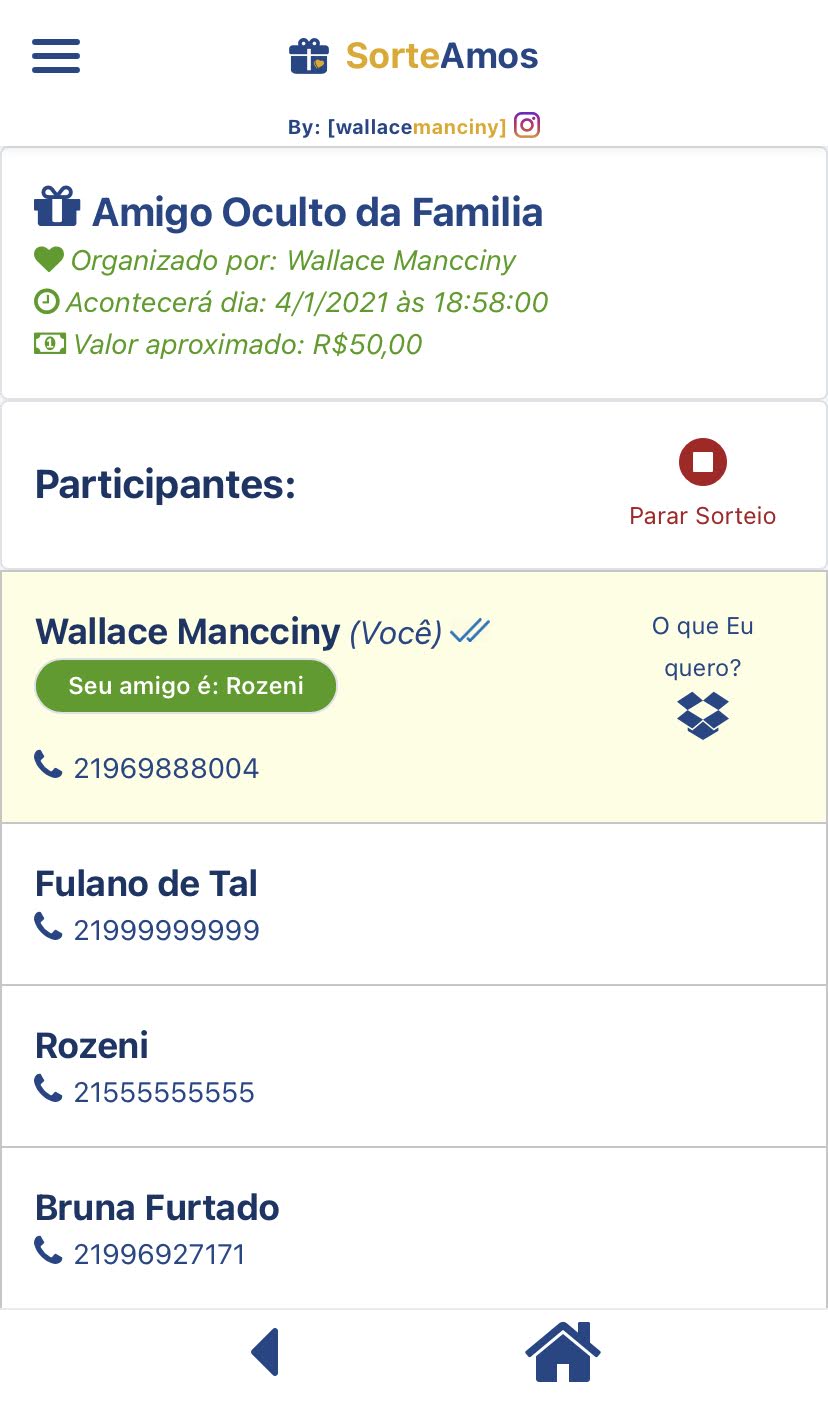 SorteAmos
By: [wallacemanciny]
Amigo Oculto da Familia
Organizado por: Wallace Mancciny
Acontecerá dia: 4/1/2021 às 18:58:00
Valor aproximado: R$50,00
Participantes:
Parar Sorteio
Wallace Mancciny (Você)
Seu amigo é: Rozeni
21969888004
O que Eu
quero?
Fulano de Tal
21999999999
Rozeni
21555555555
Bruna Furtado
21996927171